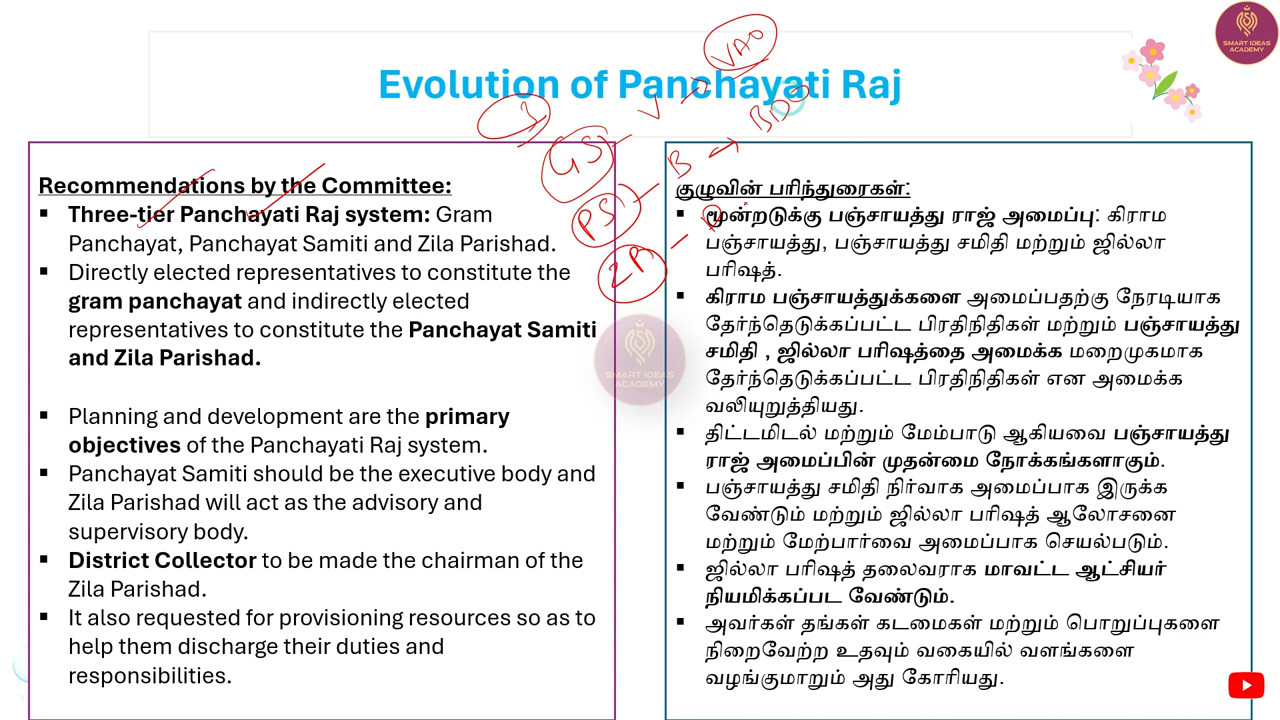 SMART IDEAS
ACADEMY
Evolution of Panchayati Raj
3
GS - V → VAO
PS - B → BDO
ZP -
Recommendations by the Committee:
▪ Three-tier Panchayati Raj system: Gram
Panchayat, Panchayat Samiti and Zila Parishad.
▪ Directly elected representatives to constitute the
gram panchayat and indirectly elected
representatives to constitute the Panchayat Samiti
and Zila Parishad.
▪ Planning and development are the primary
objectives of the Panchayati Raj system.
▪ Panchayat Samiti should be the executive body and
Zila Parishad will act as the advisory and
supervisory body.
▪ District Collector to be made the chairman of the
Zila Parishad.
▪ It also requested for provisioning resources so as to
help them discharge their duties and
responsibilities.
SMART IDEAS
ACADEMY
குழுவின் பரிந்துரைகள்:
▪ மூன்றடுக்கு பஞ்சாயத்து ராஜ் அமைப்பு: கிராம
பஞ்சாயத்து, பஞ்சாயத்து சமிதி மற்றும் ஜில்லா
பரிஷத்.
▪ கிராம பஞ்சாயத்துக்களை அமைப்பதற்கு நேரடியாக
தேர்ந்தெடுக்கப்பட்ட பிரதிநிதிகள் மற்றும் பஞ்சாயத்து
சமிதி , ஜில்லா பரிஷத்தை அமைக்க மறைமுகமாக
தேர்ந்தெடுக்கப்பட்ட பிரதிநிதிகள் என அமைக்க
வலியுறுத்தியது.
▪ திட்டமிடல் மற்றும் மேம்பாடு ஆகியவை பஞ்சாயத்து
ராஜ் அமைப்பின் முதன்மை நோக்கங்களாகும்.
▪ பஞ்சாயத்து சமிதி நிர்வாக அமைப்பாக இருக்க
வேண்டும் மற்றும் ஜில்லா பரிஷத் ஆலோசனை
மற்றும் மேற்பார்வை அமைப்பாக செயல்படும்.
▪ ஜில்லா பரிஷத் தலைவராக மாவட்ட ஆட்சியர்
நியமிக்கப்பட வேண்டும்.
▪ அவர்கள் தங்கள் கடமைகள் மற்றும் பொறுப்புகளை
நிறைவேற்ற உதவும் வகையில் வளங்களை
வழங்குமாறும் அது கோரியது.